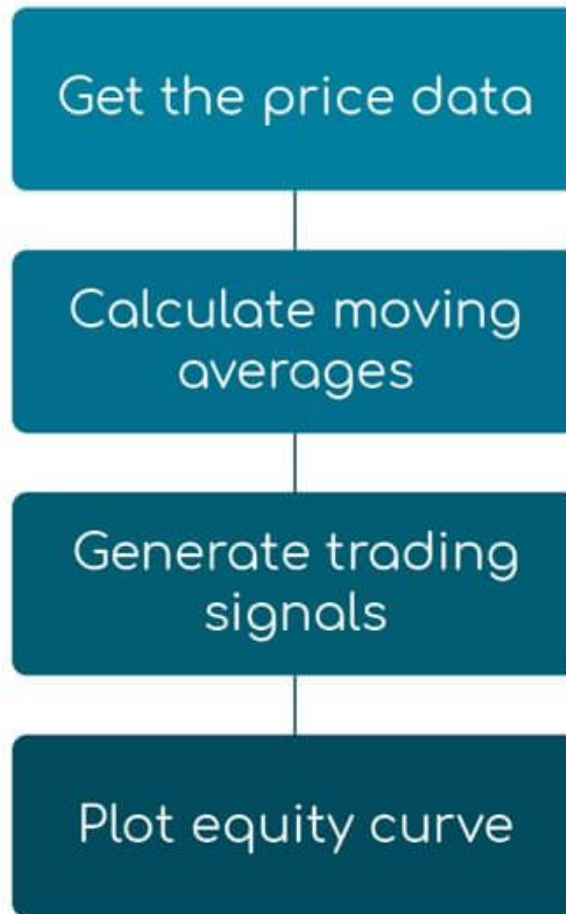 Get the price data
Calculate moving
averages
Generate trading
signals
Plot equity curve